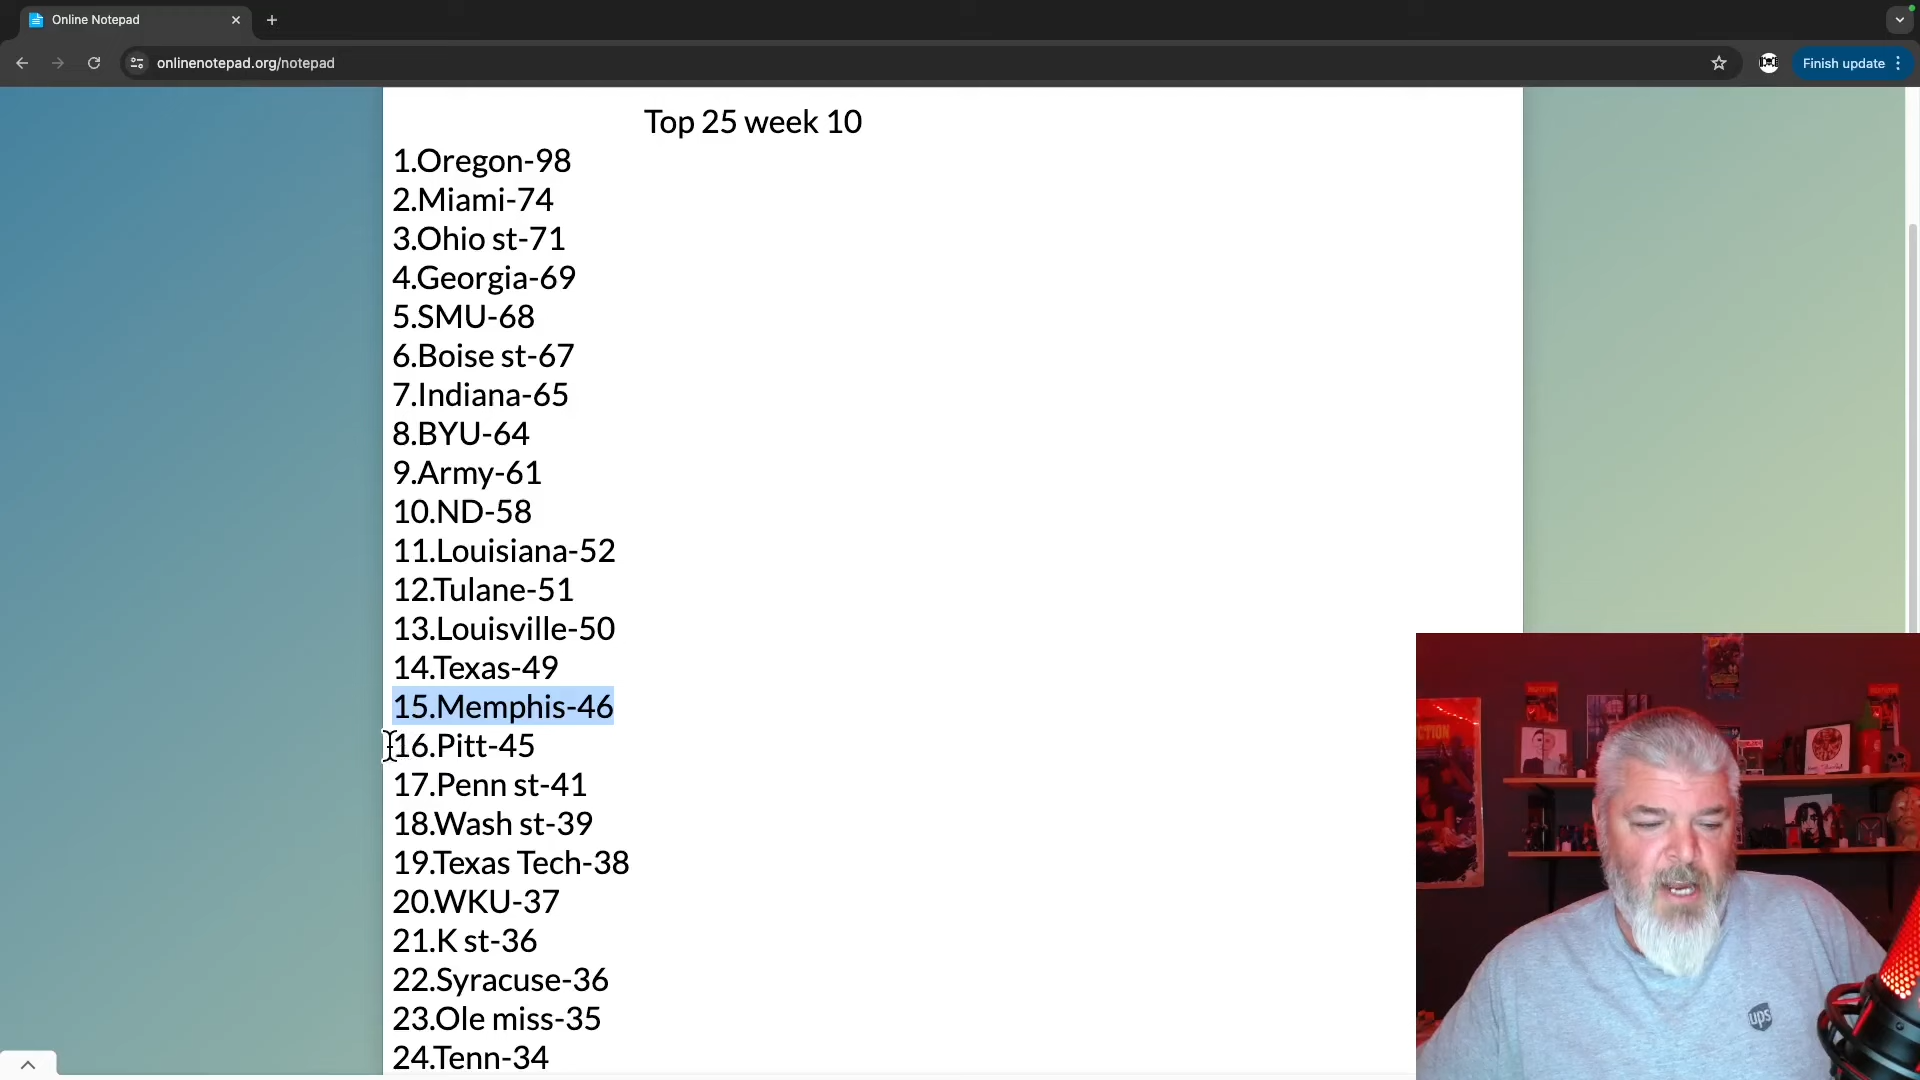 Online Notepad
onlinenotepad.org/notepad
Finish update
Top 25 week 10
1.Oregon-98
2.Miami-74
3.Ohio st-71
4.Georgia-69
5.SMU-68
6.Boise st-67
7.Indiana-65
8.BYU-64
9.Army-61
10.ND-58
11.Louisiana-52
12.Tulane-51
13.Louisville-50
14.Texas-49
15.Memphis-46
16.Pitt-45
17.Penn st-41
18.Wash st-39
19.Texas Tech-38
20.WKU-37
21.K st-36
22.Syracuse-36
23.Ole miss-35
24.Tenn-34
ups